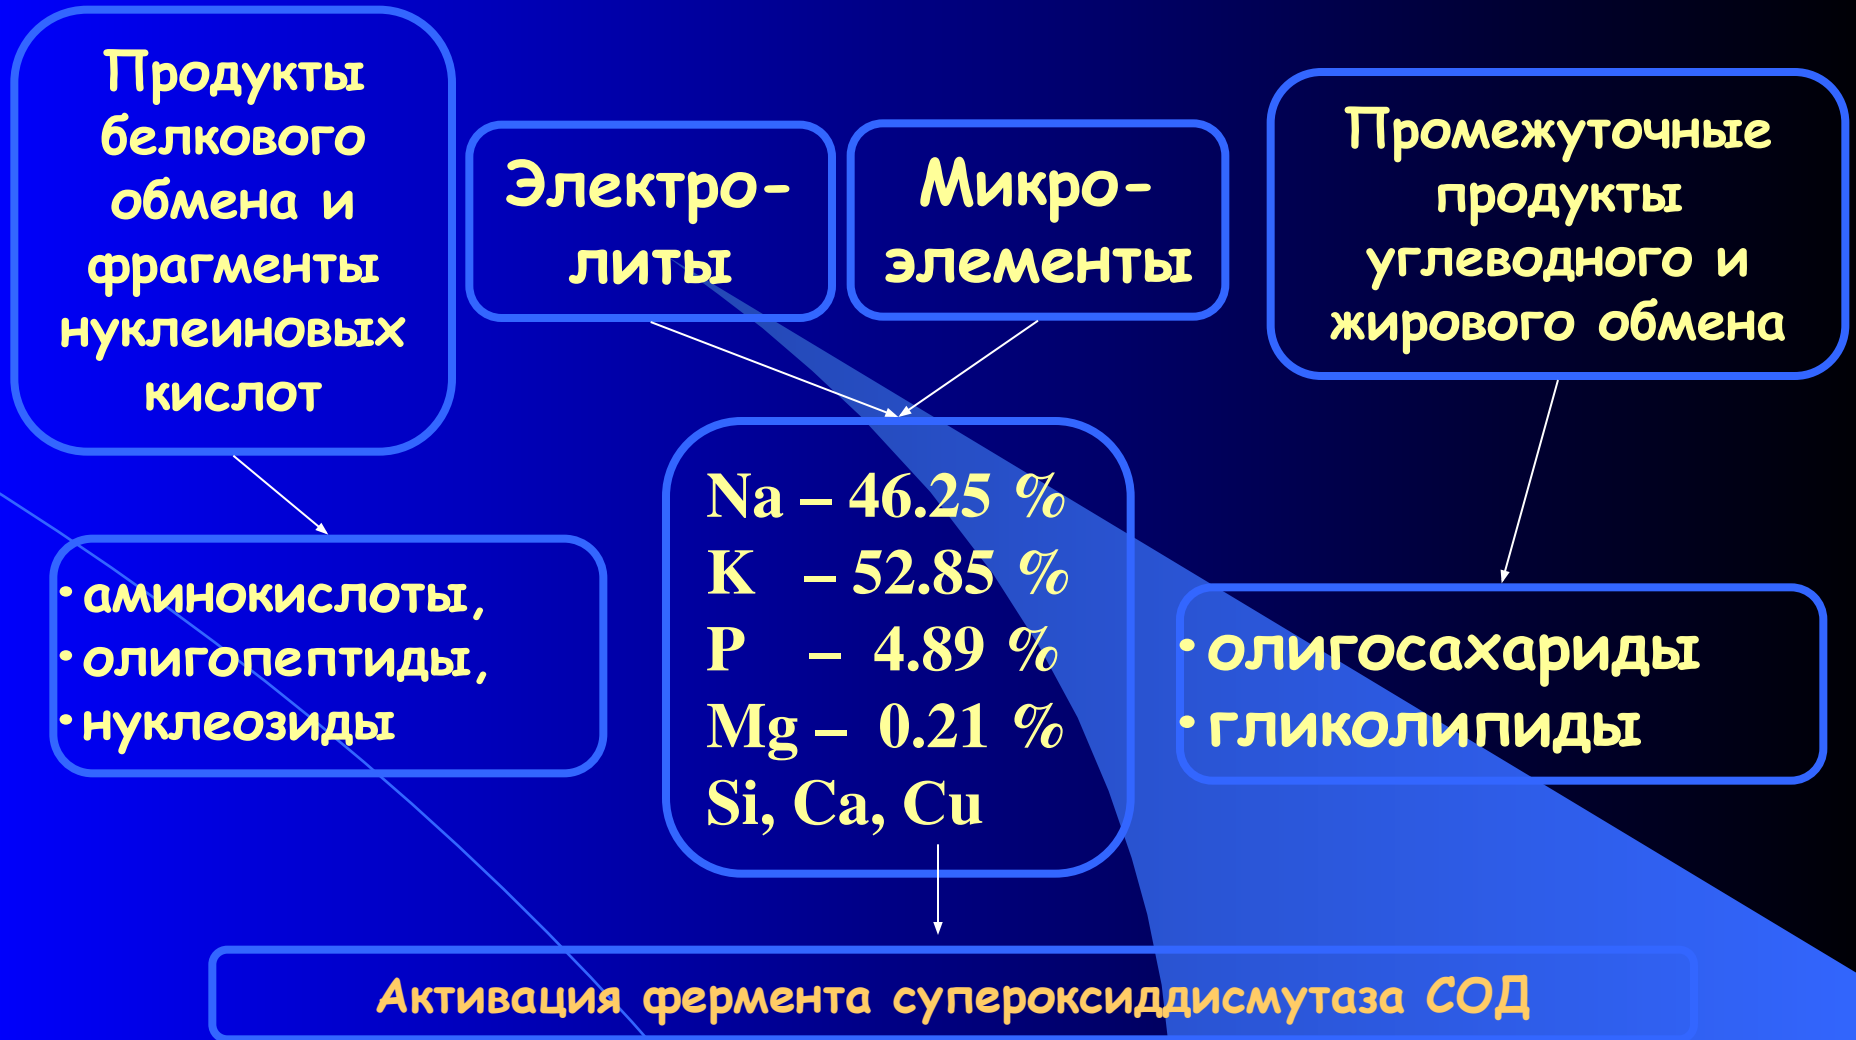 Продукты
белкового
обмена и
фрагменты
нуклеиновых
кислот
Электро-
литы
Микро-
элементы
Промежуточные
продукты
углеводного и
жирового обмена
• аминокислоты,
• олигопептиды,
• нуклеозиды
Na – 46.25 %
K – 52.85 %
P – 4.89 %
Mg – 0.21 %
Si, Ca, Cu
• олигосахариды
• гликолипиды
Активация фермента супероксиддисмутаза СОД